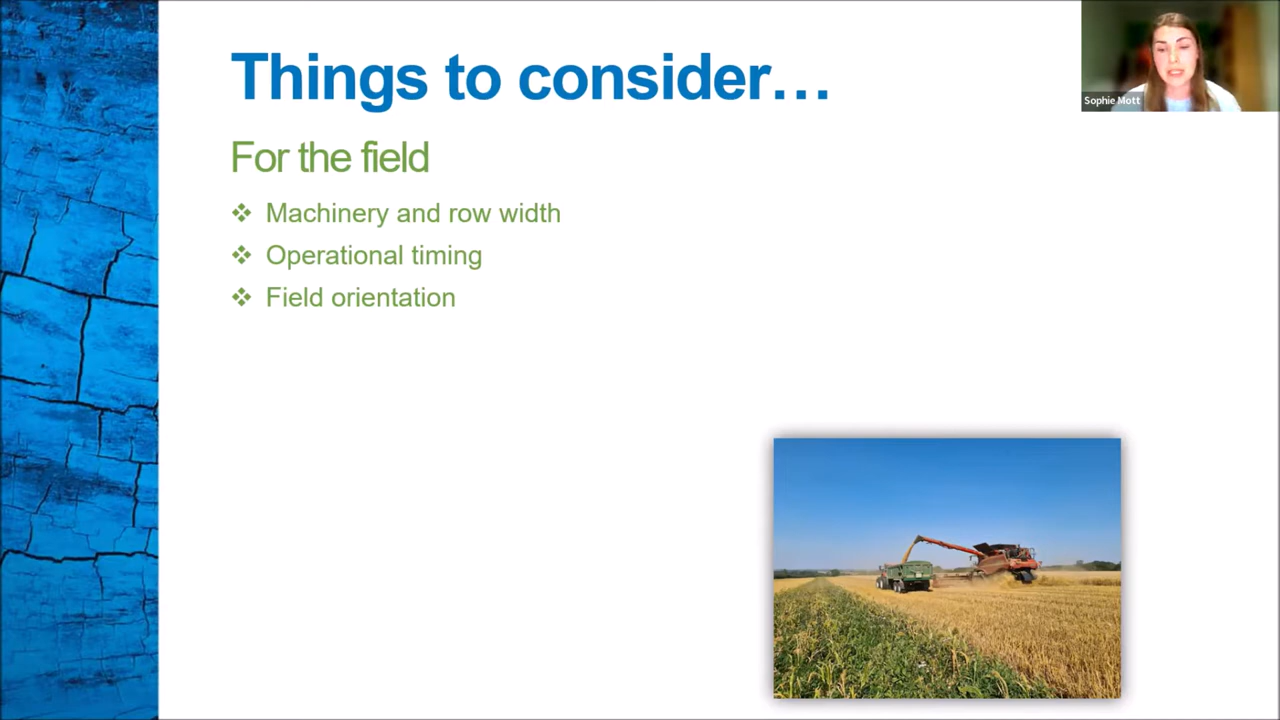 Things to consider…
Sophie Mott
For the field
❖ Machinery and row width
❖ Operational timing
❖ Field orientation